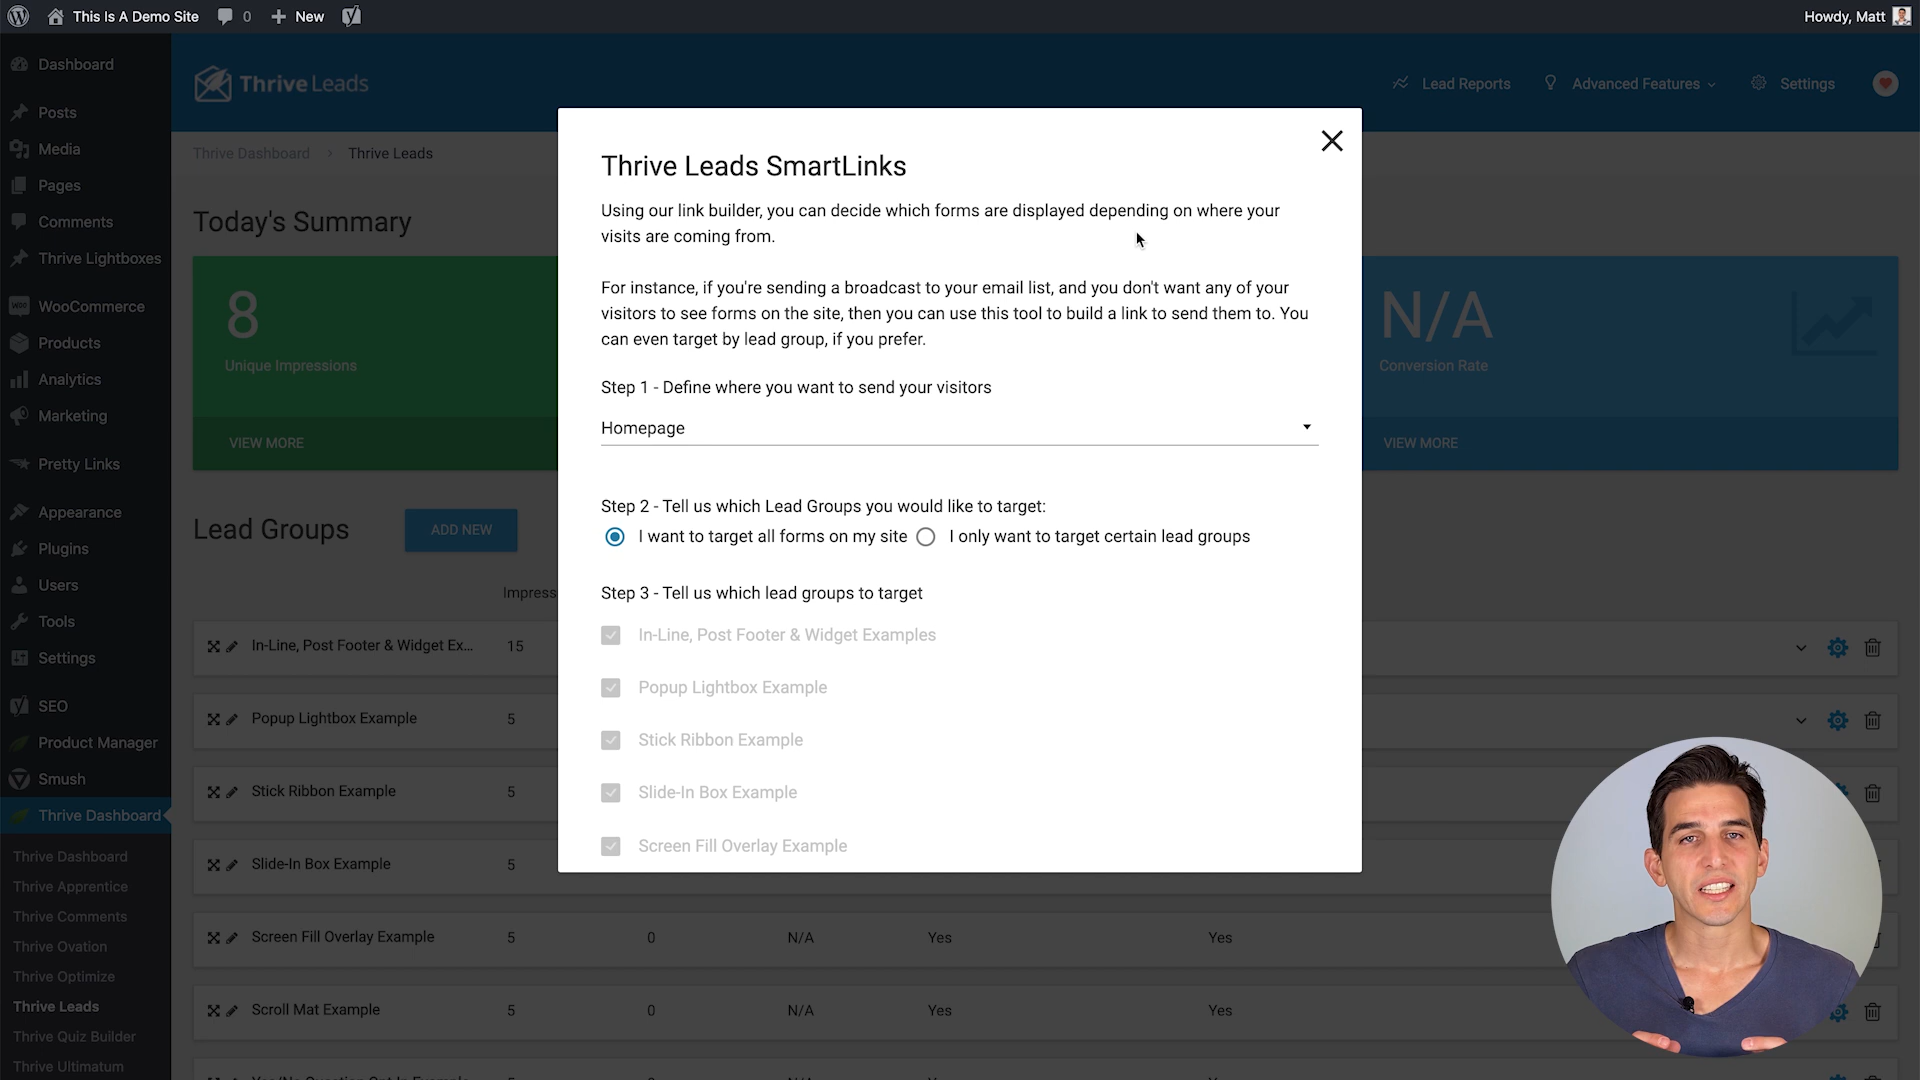 This Is A Demo Site
0
New
Howdy, Matt
Dashboard
Posts
Media
Pages
Comments
Thrive Lightboxes
WooCommerce
Products
Analytics
Marketing
Pretty Links
Appearance
Plugins
Users
Tools
Settings
SEO
Product Manager
Smush
Thrive Dashboard
Thrive Dashboard
Thrive Apprentice
Thrive Comments
Thrive Ovation
Thrive Optimize
Thrive Leads
Thrive Quiz Builder
Thrive Ultimatum
Thrive Leads
Lead Reports
Advanced Features
Settings
Thrive Dashboard > Thrive Leads
Today's Summary
8
Unique Impressions
VIEW MORE
N/A
Conversion Rate
VIEW MORE
Lead Groups
ADD NEW
Impress
In-Line, Post Footer & Widget Ex... 15
Popup Lightbox Example 5
Stick Ribbon Example 5
Slide-In Box Example 5
Screen Fill Overlay Example 5 0 N/A Yes Yes
Scroll Mat Example 5 0 N/A Yes Yes
Thrive Leads SmartLinks
Using our link builder, you can decide which forms are displayed depending on where your
visits are coming from.
For instance, if you're sending a broadcast to your email list, and you don't want any of your
visitors to see forms on the site, then you can use this tool to build a link to send them to. You
can even target by lead group, if you prefer.
Step 1 - Define where you want to send your visitors
Homepage
Step 2 - Tell us which Lead Groups you would like to target:
I want to target all forms on my site
I only want to target certain lead groups
Step 3 - Tell us which lead groups to target
In-Line, Post Footer & Widget Examples
Popup Lightbox Example
Stick Ribbon Example
Slide-In Box Example
Screen Fill Overlay Example